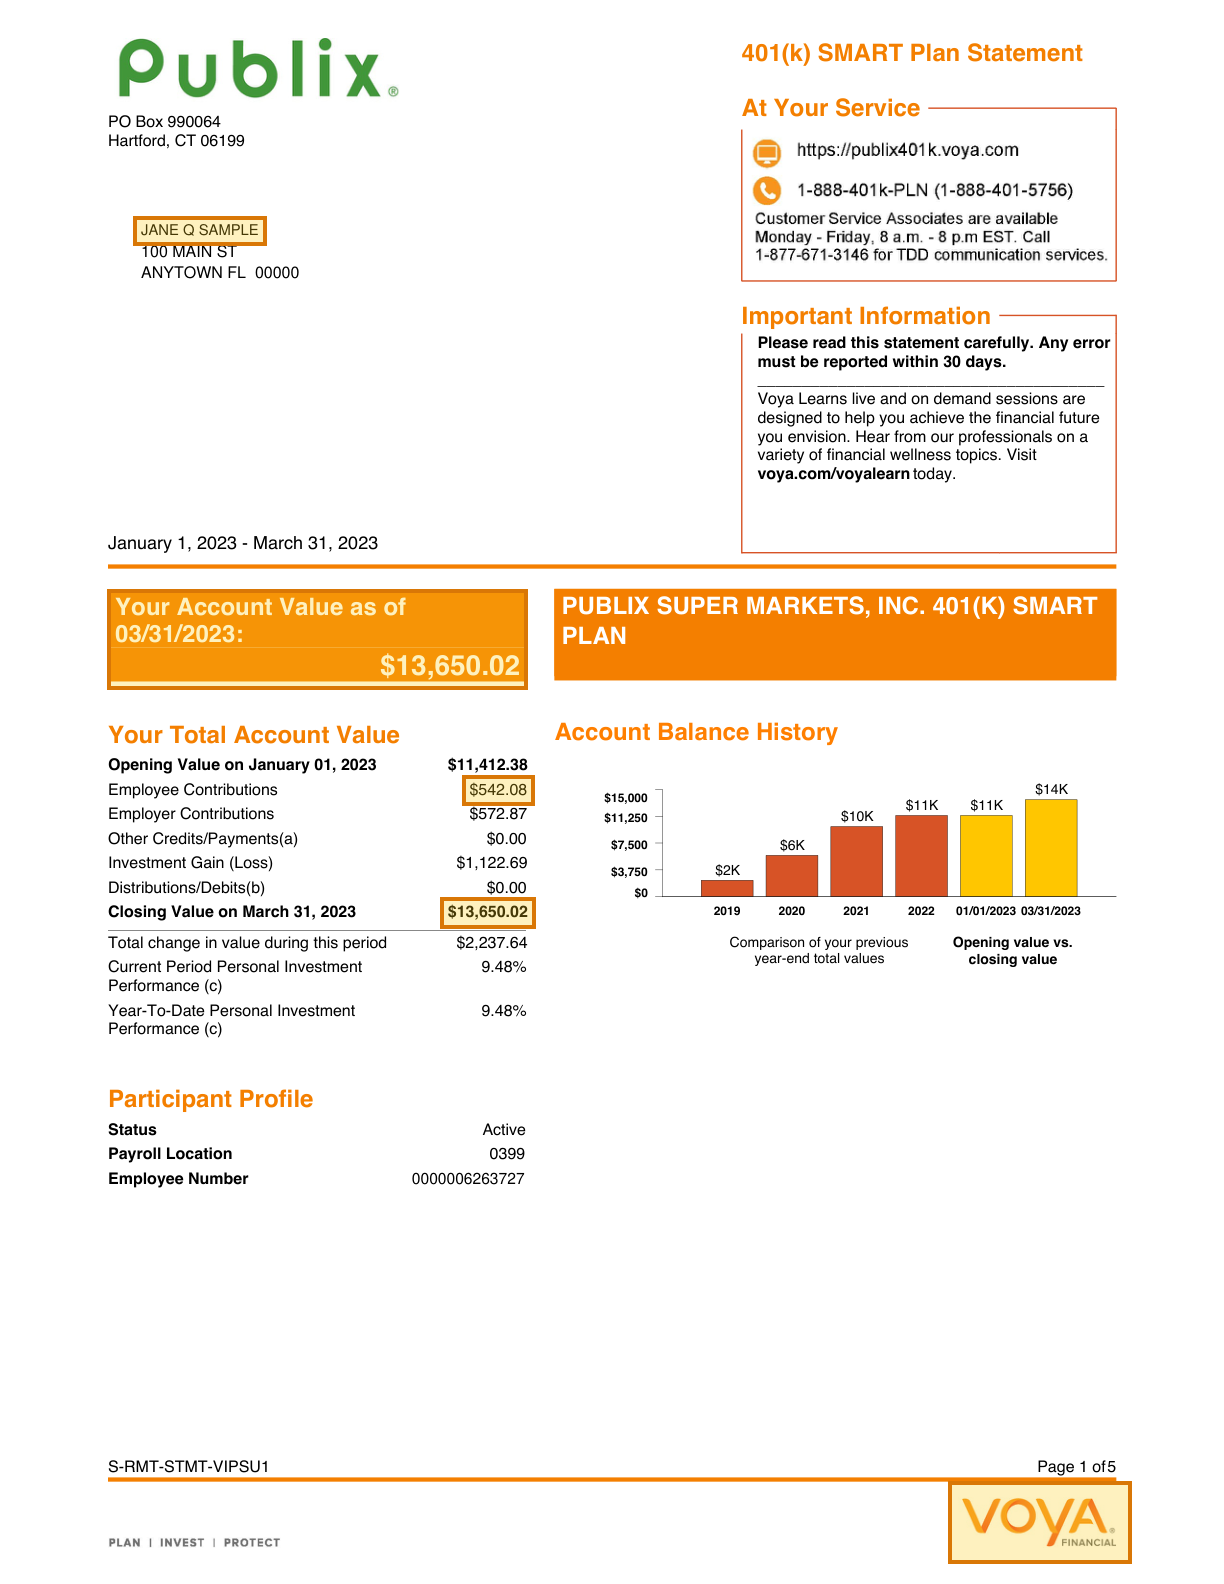 Publix®
PO Box 990064
Hartford, CT 06199
JANE Q SAMPLE
100 MAIN ST
ANYTOWN FL  00000
401(k) SMART Plan Statement
At Your Service
https://publix401k.voya.com
1-888-401k-PLN (1-888-401-5756)
Customer Service Associates are available
Monday - Friday, 8 a.m. - 8 p.m EST. Call
1-877-671-3146 for TDD communication services.
Important Information
Please read this statement carefully. Any error
must be reported within 30 days.
Voya Learns live and on demand sessions are
designed to help you achieve the financial future
you envision. Hear from our professionals on a
variety of financial wellness topics. Visit
voya.com/voyalearn today.
January 1, 2023 - March 31, 2023
Your Account Value as of
03/31/2023:
$13,650.02
PUBLIX SUPER MARKETS, INC. 401(K) SMART
PLAN
Your Total Account Value
Opening Value on January 01, 2023 $11,412.38
Employee Contributions $542.08
Employer Contributions $572.87
Other Credits/Payments(a) $0.00
Investment Gain (Loss) $1,122.69
Distributions/Debits(b) $0.00
Closing Value on March 31, 2023 $13,650.02
Total change in value during this period $2,237.64
Current Period Personal Investment 9.48%
Performance (c)
Year-To-Date Personal Investment 9.48%
Performance (c)
Account Balance History
$15,000
$11,250
$7,500
$3,750
$0
$2K $6K $10K $11K $11K $14K
2019 2020 2021 2022 01/01/2023 03/31/2023
Comparison of your previous
year-end total values
Opening value vs.
closing value
Participant Profile
Status Active
Payroll Location 0399
Employee Number 0000006263727
S-RMT-STMT-VIPSU1 Page 1 of 5
PLAN | INVEST | PROTECT
VOYA®
FINANCIAL